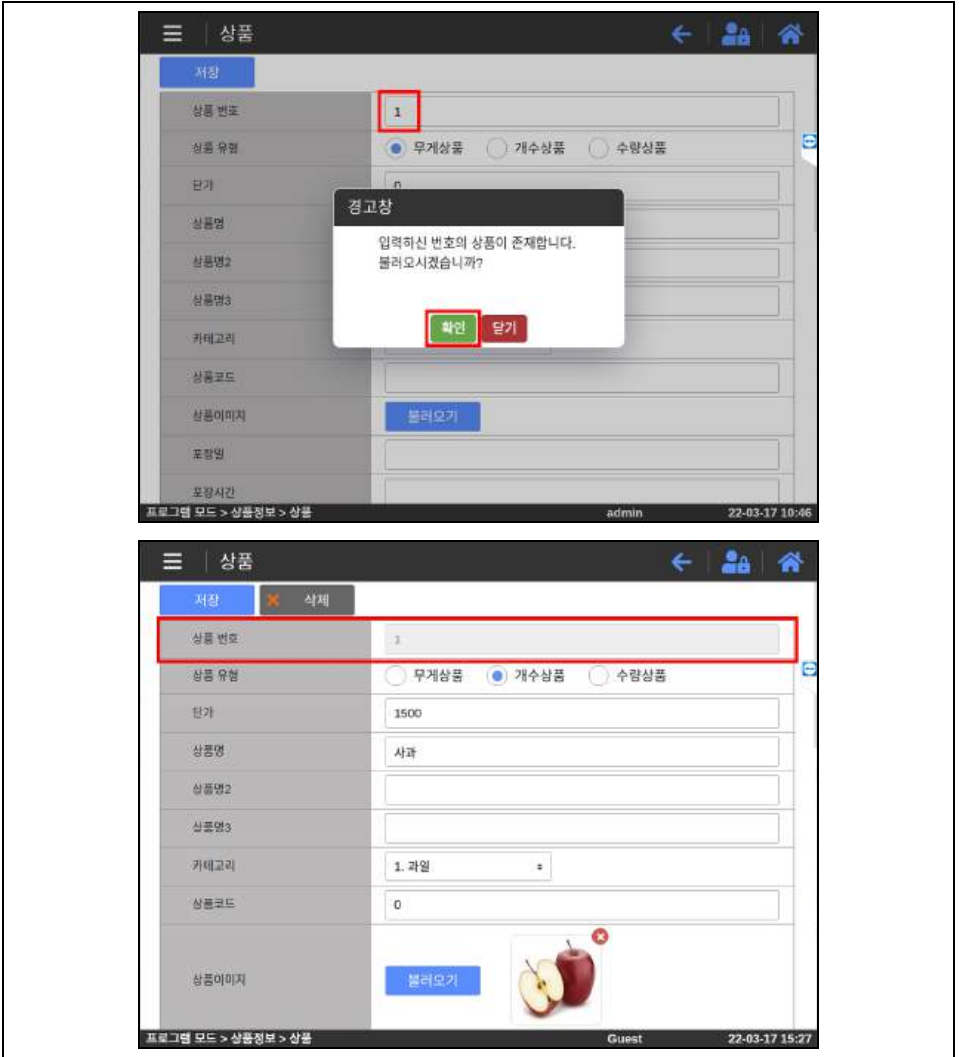 상품
저장
상품 번호 1
상품 유형 무게상품 개수상품 수량상품
단가 0
경고창
상품명
입력하신 번호의 상품이 존재합니다.
상품명2
불러오시겠습니까?
상품명3
확인 닫기
카테고리
상품코드
상품이미지 불러오기
포장일
포장시간
프로그램 모드 > 상품정보 > 상품 admin 22-03-17 10:46
상품
저장 삭제
상품 번호 1
상품 유형 무게상품 개수상품 수량상품
단가 1500
상품명 사과
상품명2
상품명3
카테고리 1. 과일
상품코드 0
상품이미지 불러오기
프로그램 모드 > 상품정보 > 상품 Guest 22-03-17 15:27